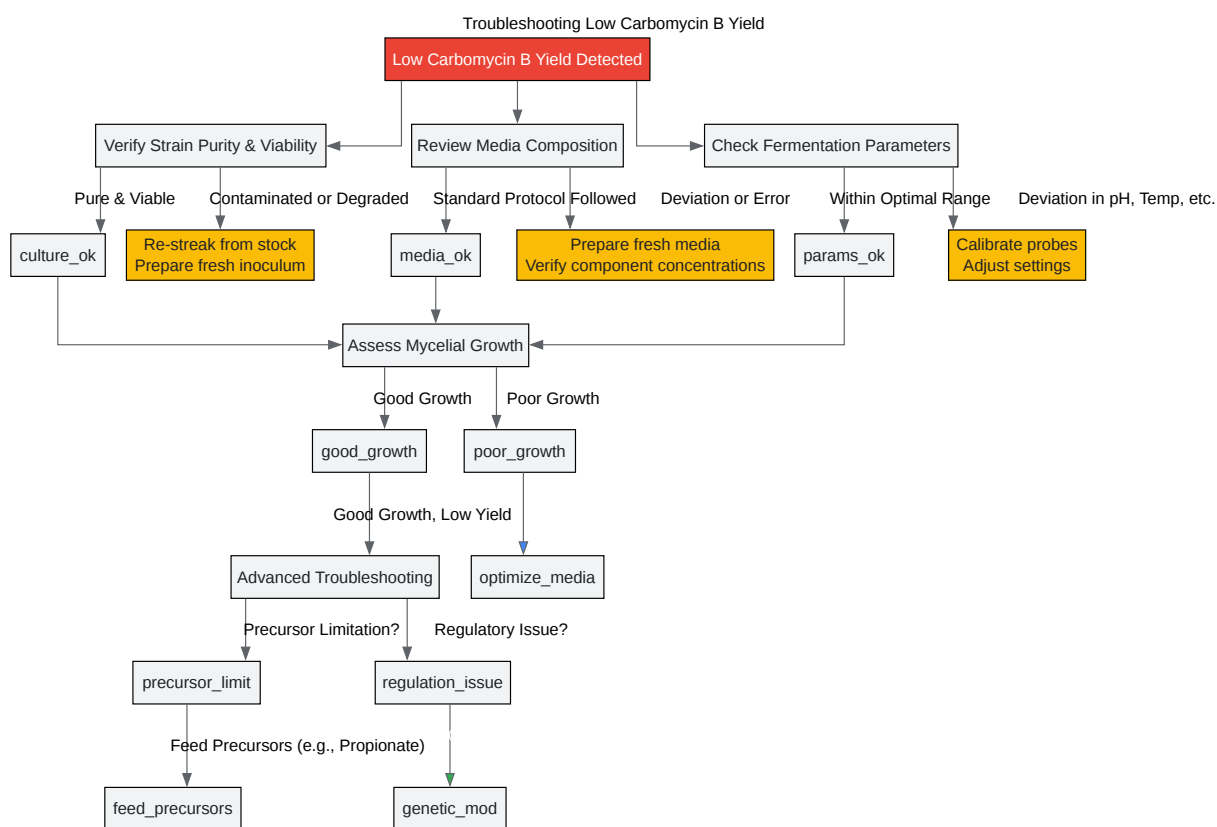 Troubleshooting Low Carbomycin B Yield
Low Carbomycin B Yield Detected
Verify Strain Purity & Viability
Review Media Composition
Check Fermentation Parameters
Pure & Viable
Contaminated or Degraded
Standard Protocol Followed
Deviation or Error
Within Optimal Range
Deviation in pH, Temp, etc.
culture_ok
Re-streak from stock
Prepare fresh inoculum
media_ok
Prepare fresh media
Verify component concentrations
params_ok
Calibrate probes
Adjust settings
Assess Mycelial Growth
Good Growth
Poor Growth
good_growth
poor_growth
Good Growth, Low Yield
Advanced Troubleshooting
optimize_media
Precursor Limitation?
Regulatory Issue?
precursor_limit
regulation_issue
Feed Precursors (e.g., Propionate)
feed_precursors
genetic_mod